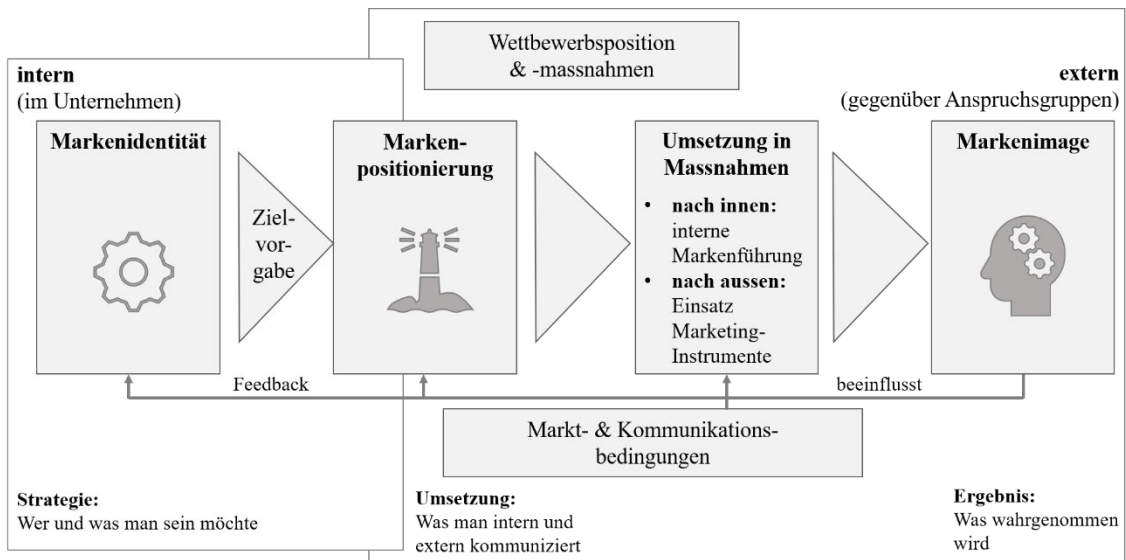 Wettbewerbsposition
& -massnahmen
intern
(im Unternehmen)
extern
(gegenüber Anspruchsgruppen)
Markenidentität
Ziel-
vor-
gabe
Marken-
positionierung
Umsetzung in
Massnahmen
• nach innen:
interne
Markenführung
• nach aussen:
Einsatz
Marketing-
Instrumente
Markenimage
Feedback
beeinflusst
Markt- & Kommunikations-
bedingungen
Strategie:
Wer und was man sein möchte
Umsetzung:
Was man intern und
extern kommuniziert
Ergebnis:
Was wahrgenommen
wird